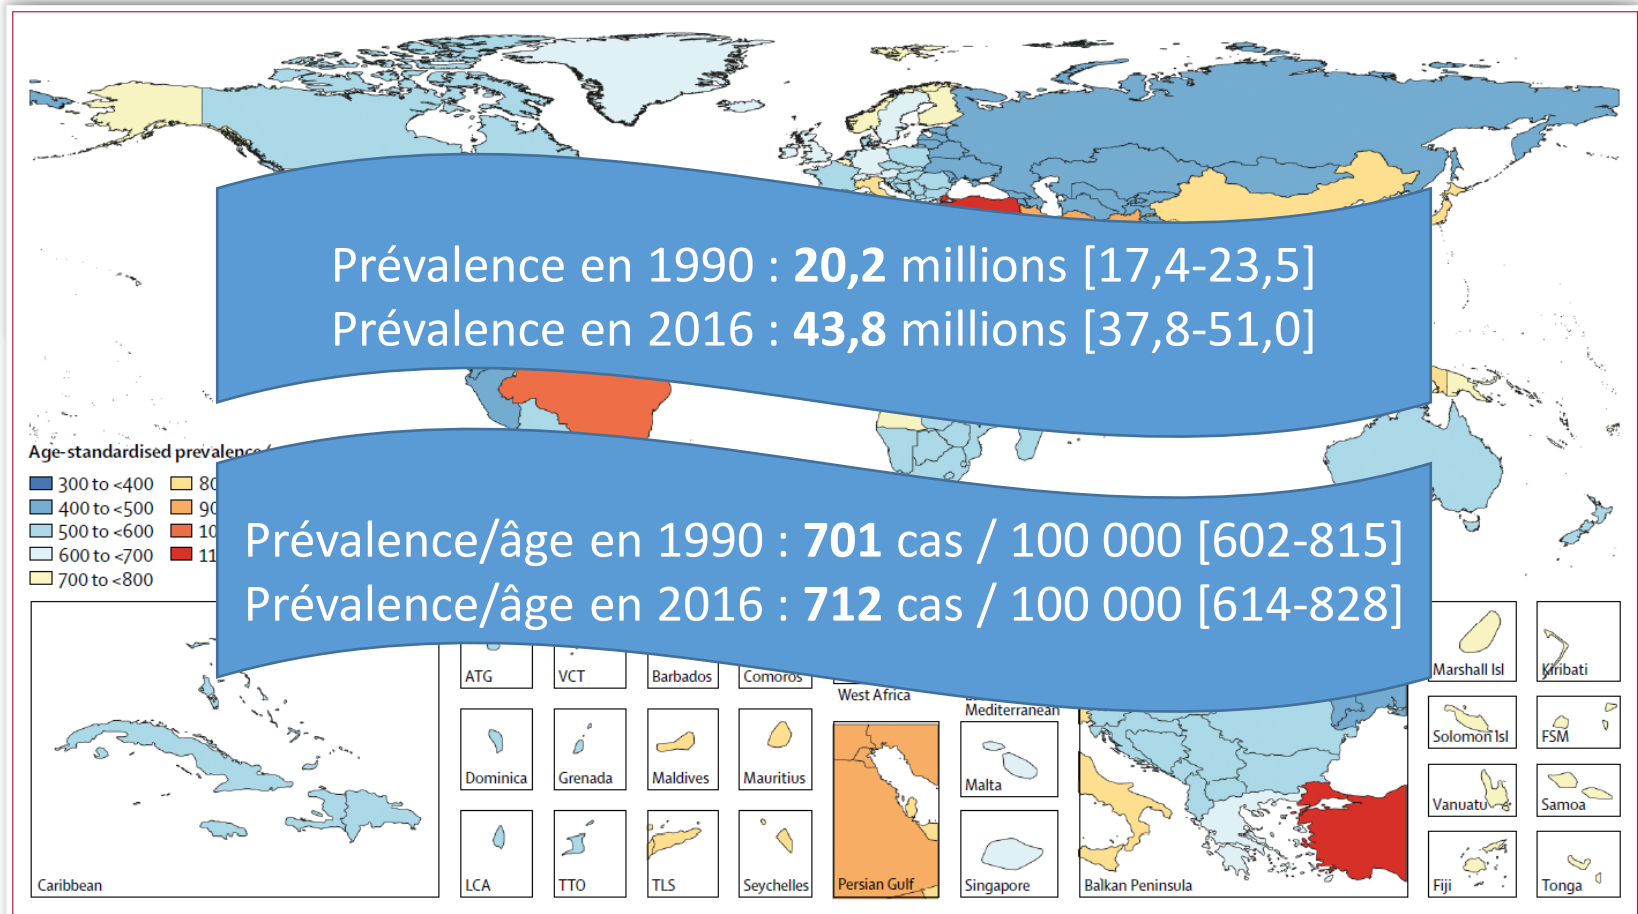 Prévalence en 1990 : 20,2 millions [17,4-23,5]
Prévalence en 2016 : 43,8 millions [37,8-51,0]
Age-standardised prevalence
300 to <400
400 to <500
500 to <600
600 to <700
700 to <800
80
90
10
11
Prévalence/âge en 1990 : 701 cas / 100 000 [602-815]
Prévalence/âge en 2016 : 712 cas / 100 000 [614-828]
Caribbean
ATG
VCT
Barbados
Comoros
West Africa
Mediterranean
Marshall Isl
Kiribati
Dominica
Grenada
Maldives
Mauritius
Malta
Solomon Isl
FSM
Vanuatu
Samoa
LCA
TTO
TLS
Seychelles
Persian Gulf
Singapore
Balkan Peninsula
Fiji
Tonga